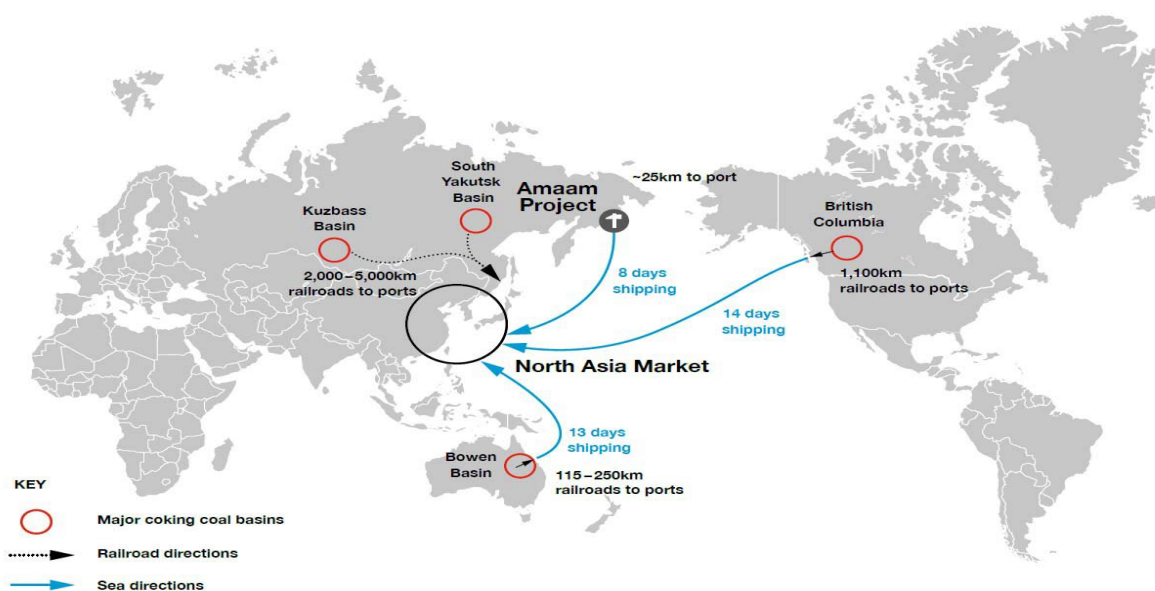 South
Yakutsk
Basin
Amaam
Project
~25km to port
Kuzbass
Basin
British
Columbia
2,000–5,000km
railroads to ports
8 days
shipping
1,100km
railroads to ports
14 days
shipping
North Asia Market
13 days
shipping
Bowen
Basin
115–250km
railroads to ports
KEY
Major coking coal basins
Railroad directions
Sea directions